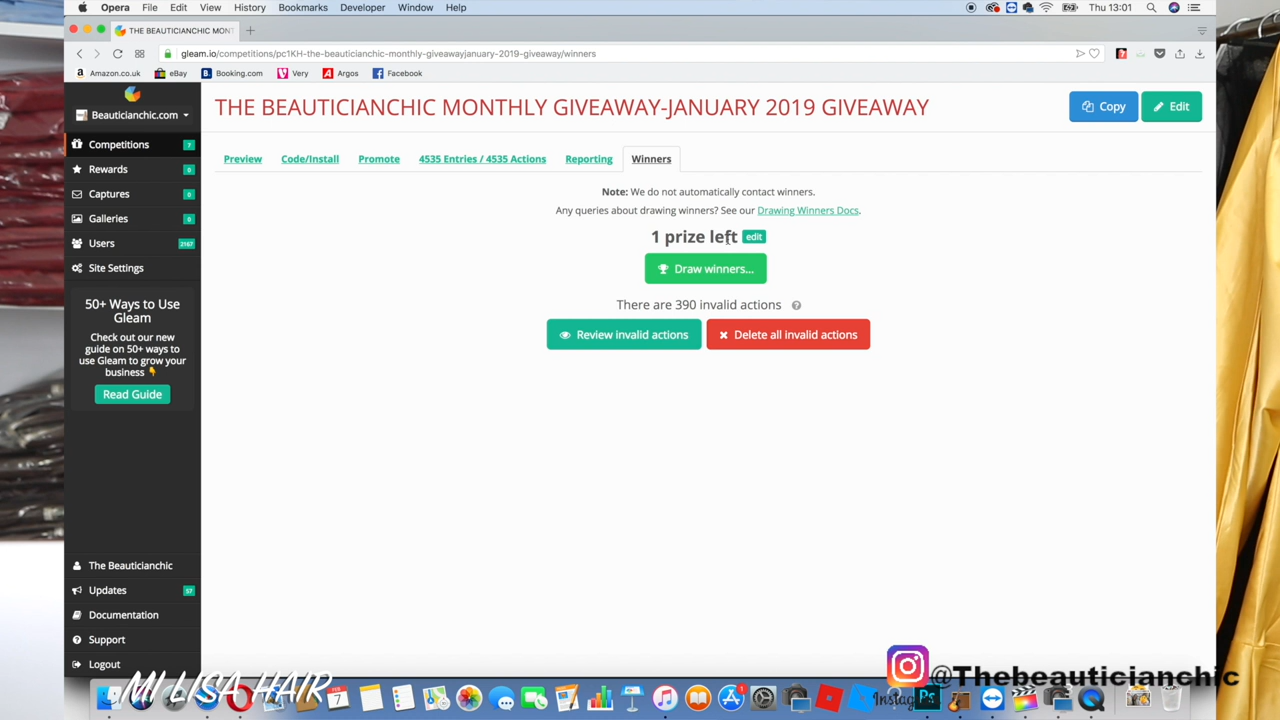 Opera File Edit View History Bookmarks Developer Window Help Thu 13:01
THE BEAUTICIANCHIC MONT
gleam.io/competitions/pc1KH-the-beauticianchic-monthly-giveawayjanuary-2019-giveaway/winners
Amazon.co.uk eBay Booking.com Very Argos Facebook
Beauticianchic.com
Competitions 7
Rewards 0
Captures 0
Galleries 0
Users 2167
Site Settings
50+ Ways to Use
Gleam
Check out our new
guide on 50+ ways to
use Gleam to grow your
business
Read Guide
The Beauticianchic
Updates 57
Documentation
Support
Logout
THE BEAUTICIANCHIC MONTHLY GIVEAWAY-JANUARY 2019 GIVEAWAY
Copy Edit
Preview Code/Install Promote 4535 Entries / 4535 Actions Reporting Winners
Note: We do not automatically contact winners.
Any queries about drawing winners? See our Drawing Winners Docs.
1 prize left edit
Draw winners...
There are 390 invalid actions
Review invalid actions Delete all invalid actions
MI LISA HAIR
@Thebeauticianchic